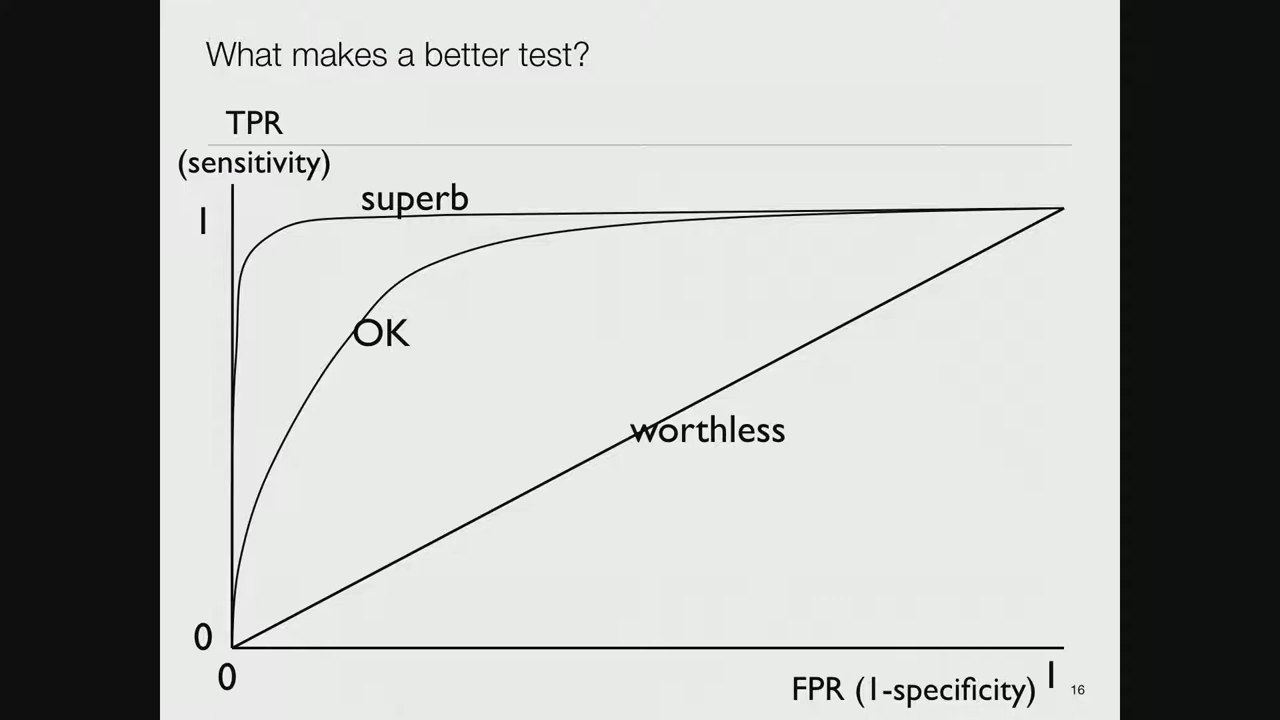 What makes a better test?
TPR
(sensitivity)
superb
1
OK
worthless
0
0
FPR (1-specificity)
1
16